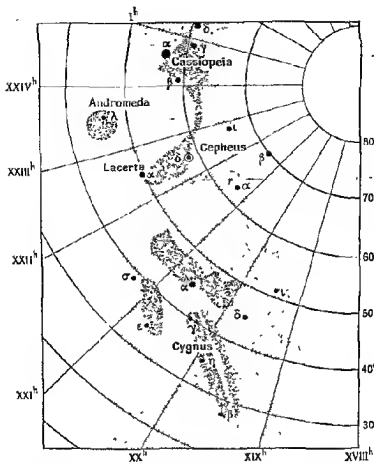 I h
δ
γ
α
Cassiopeia
β
XXIV h
Andromeda
λ
ι
80
Cepheus
β
XXIII h
Lacerta α
δ
α
70
60
XXII h
σ
α
ι
50
δ
ε
γ
Cygnus
η
40°
XXI h
β
30
XX h
XIX h
XVIII h